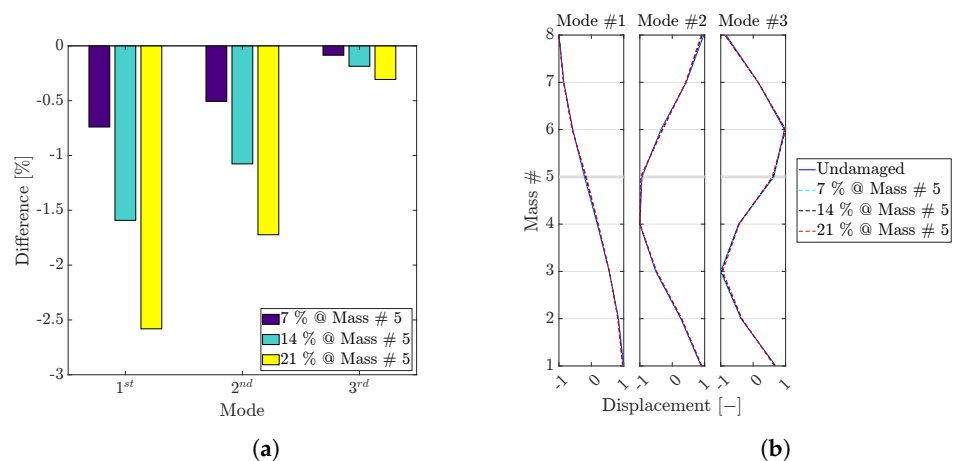 0
-0.5
-1
-1.5
-2
-2.5
-3
Difference [%]
1st
2nd
3rd
Mode
7 % @ Mass # 5
14 % @ Mass # 5
21 % @ Mass # 5
(a)
Mode #1
Mode #2
Mode #3
8
7
6
5
4
3
2
1
Mass #
-1 0 1
-1 0 1
-1 0 1
Displacement [−]
Undamaged
7 % @ Mass # 5
14 % @ Mass # 5
21 % @ Mass # 5
(b)